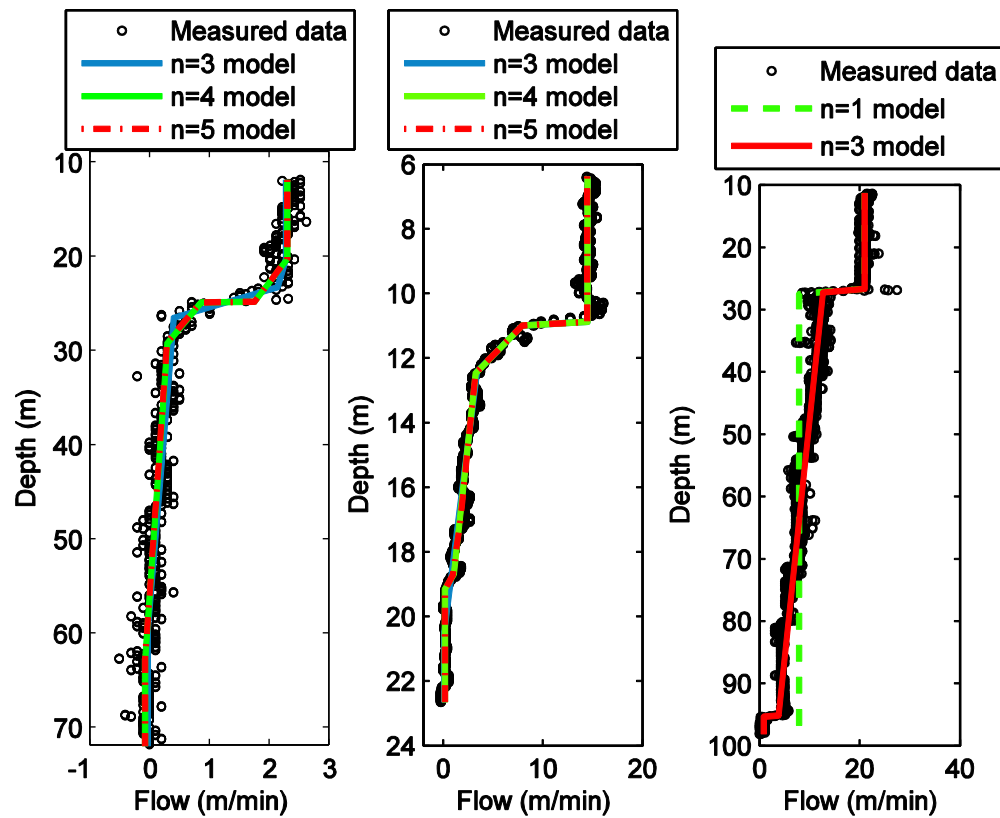 Measured data
n=3 model
n=4 model
n=5 model
10
20
30
40
50
60
70
-1
0
1
2
3
Depth (m)
Flow (m/min)
Measured data
n=3 model
n=4 model
n=5 model
6
8
10
12
14
16
18
20
22
24
0
10
20
Depth (m)
Flow (m/min)
Measured data
n=1 model
n=3 model
10
20
30
40
50
60
70
80
90
100
0
20
40
Depth (m)
Flow (m/min)